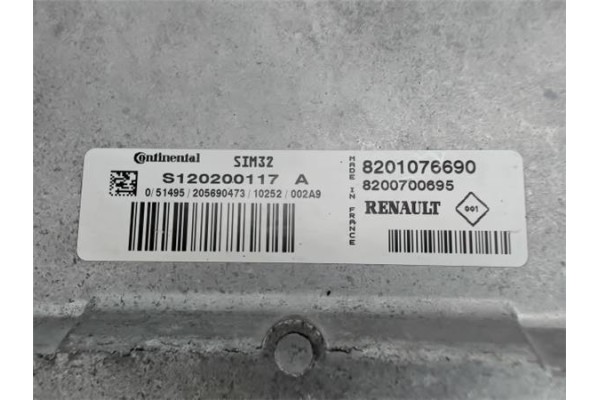 Continental SIM32
S120200117 A
0/51495/205690473/10252/002A9
MADE IN FRANCE
8201076690
8200700695
RENAULT 001